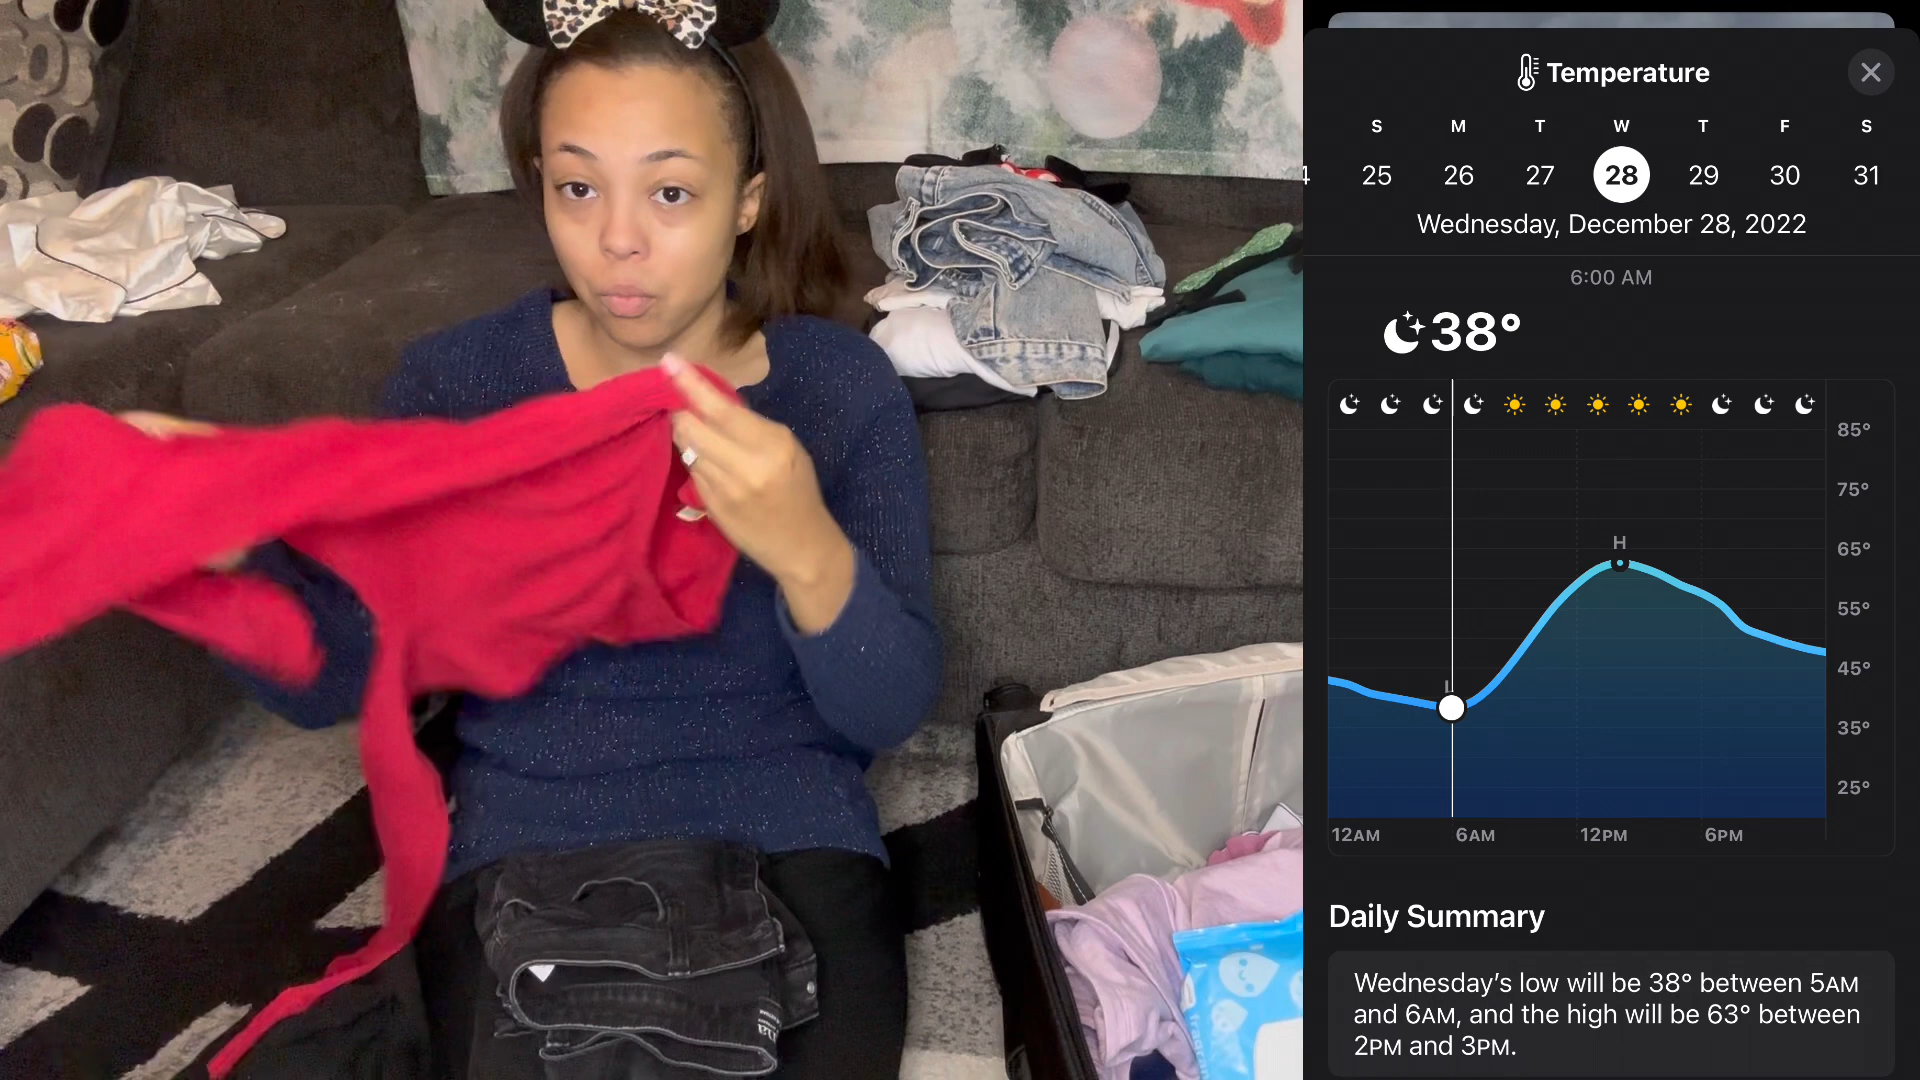 Temperature
S M T W T F S
25 26 27 28 29 30 31
Wednesday, December 28, 2022
6:00 AM
38°
85°
75°
H
65°
55°
L
45°
35°
25°
12AM 6AM 12PM 6PM
Daily Summary
Wednesday's low will be 38° between 5AM
and 6AM, and the high will be 63° between
2PM and 3PM.